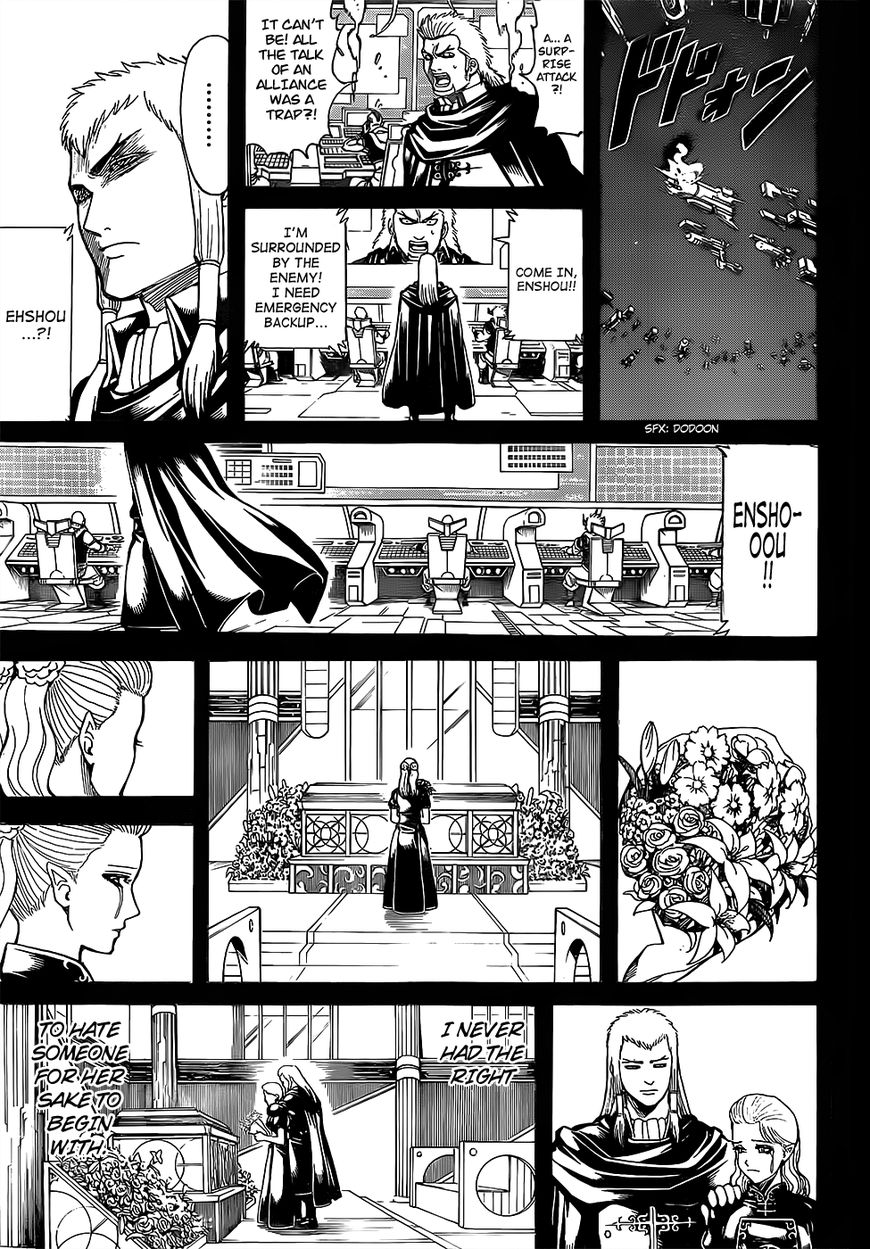 ドドォン
SFX: DODOON
A... A
SURP-
RISE
ATTACK
?!
IT CAN'T
BE! ALL
THE TALK
OF AN
ALLIANCE
WAS A
TRAP?!
COME IN,
ENSHOU!!
I'M
SURROUNDED
BY THE
ENEMY!
I NEED
EMERGENCY
BACKUP...
.........
EHSHOU
...?!
ENSHO-
OOU
!!
I NEVER
HAD THE
RIGHT
TO HATE
SOMEONE
FOR HER
SAKE TO
BEGIN
WITH.